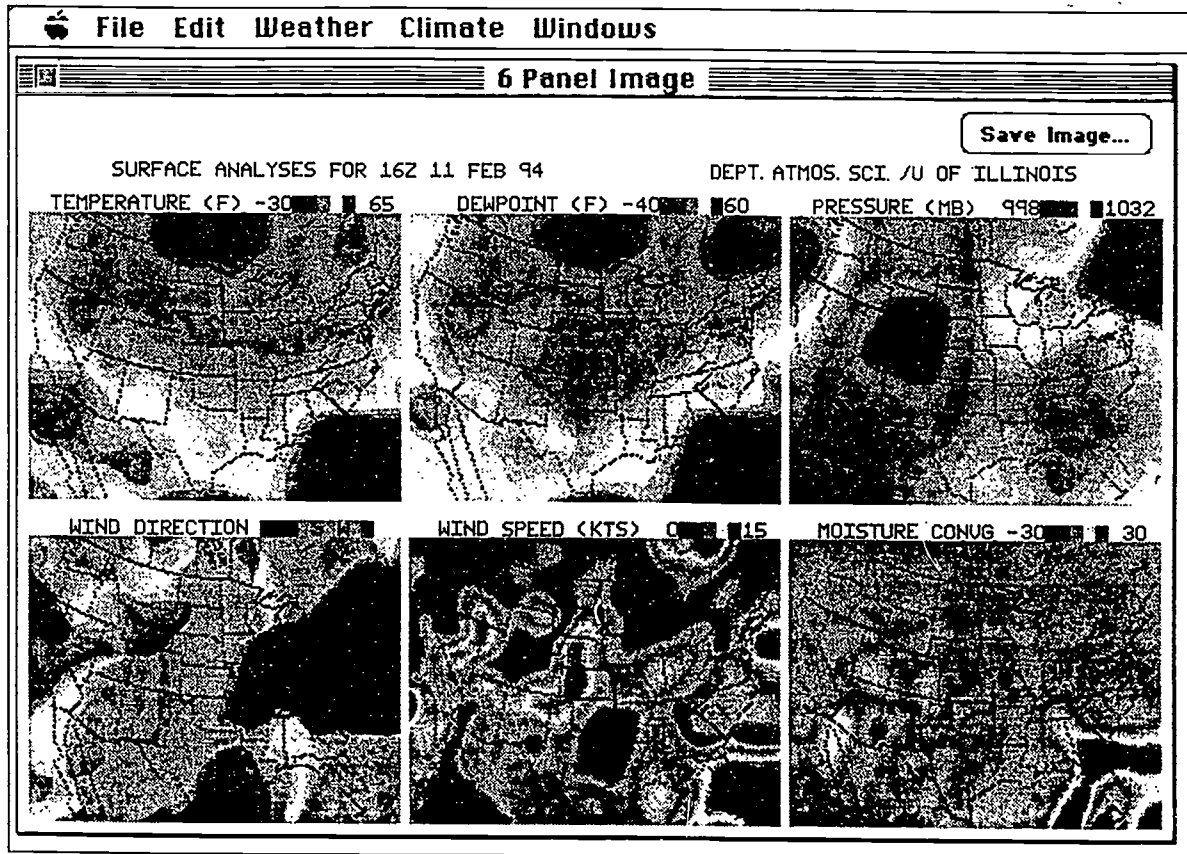 File Edit Weather Climate Windows
6 Panel Image
Save Image...
SURFACE ANALYSES FOR 16Z 11 FEB 94 DEPT. ATMOS. SCI. /U OF ILLINOIS
TEMPERATURE (F) -30 65 DEWPOINT (F) -40 60 PRESSURE (MB) 998 1032
WIND DIRECTION S W WIND SPEED (KTS) 0 15 MOISTURE CONVG -30 30